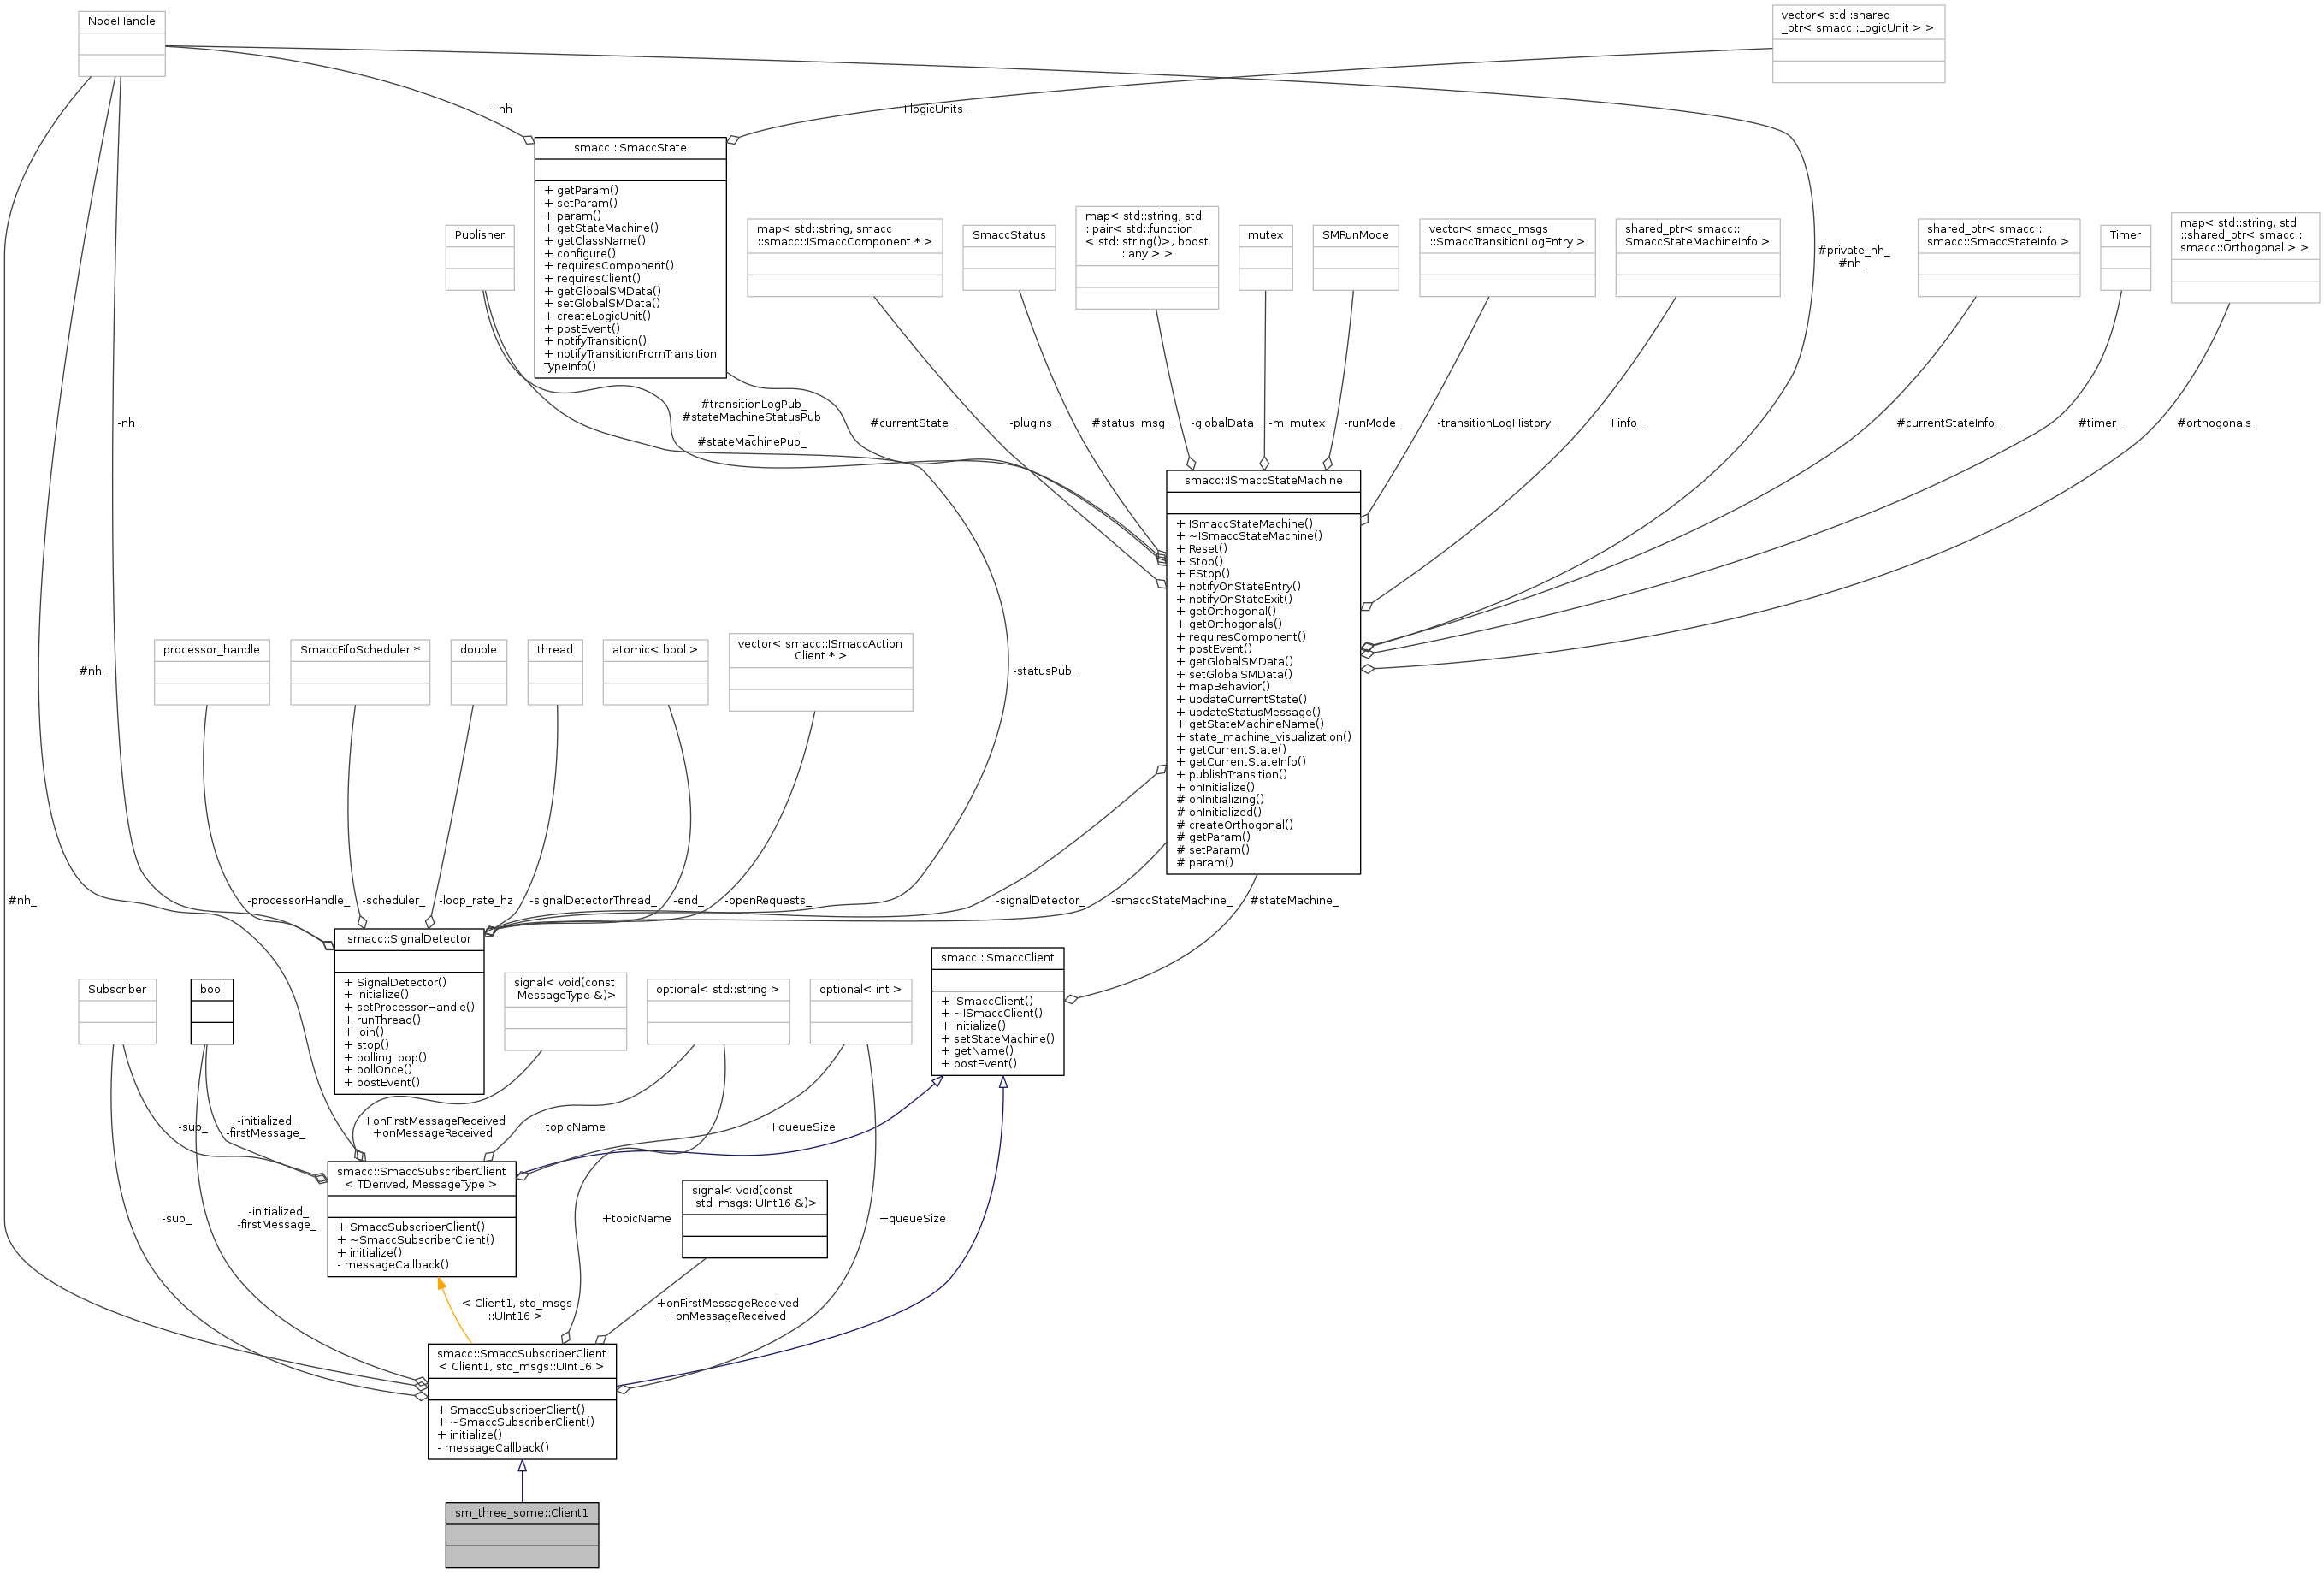 NodeHandle
vector< std::shared
_ptr< smacc::LogicUnit > >
+nh
+logicUnits_
smacc::ISmaccState
+ getParam()
+ setParam()
+ param()
+ getStateMachine()
+ getClassName()
+ configure()
+ requiresComponent()
+ requiresClient()
+ getGlobalSMData()
+ setGlobalSMData()
+ createLogicUnit()
+ postEvent()
+ notifyTransition()
+ notifyTransitionFromTransition
TypeInfo()
Publisher
map< std::string, smacc
::smacc::ISmaccComponent * >
SmaccStatus
map< std::string, std
::pair< std::function
< std::string()>, boost
::any > >
mutex
SMRunMode
vector< smacc_msgs
::SmaccTransitionLogEntry >
shared_ptr< smacc::
SmaccStateMachineInfo >
#private_nh_
#nh_
shared_ptr< smacc::
smacc::SmaccStateInfo >
Timer
map< std::string, std
::shared_ptr< smacc::
smacc::Orthogonal > >
-nh_
#transitionLogPub_
#stateMachineStatusPub
_
#stateMachinePub_
#currentState_
-plugins_
#status_msg_
-globalData_
-m_mutex_
-runMode_
-transitionLogHistory_
+info_
#currentStateInfo_
#timer_
#orthogonals_
smacc::ISmaccStateMachine
+ ISmaccStateMachine()
+ ~ISmaccStateMachine()
+ Reset()
+ Stop()
+ EStop()
+ notifyOnStateEntry()
+ notifyOnStateExit()
+ getOrthogonal()
+ getOrthogonals()
+ requiresComponent()
+ postEvent()
+ getGlobalSMData()
+ setGlobalSMData()
+ mapBehavior()
+ updateCurrentState()
+ updateStatusMessage()
+ getStateMachineName()
+ state_machine_visualization()
+ getCurrentState()
+ getCurrentStateInfo()
+ publishTransition()
+ onInitialize()
# onInitializing()
# onInitialized()
# createOrthogonal()
# getParam()
# setParam()
# param()
#nh_
processor_handle
SmaccFifoScheduler *
double
thread
atomic< bool >
vector< smacc::ISmaccAction
Client * >
-statusPub_
#nh_
-processorHandle_
-scheduler_
-loop_rate_hz
-signalDetectorThread_
-end_
-openRequests_
-signalDetector_
-smaccStateMachine_
#stateMachine_
smacc::SignalDetector
+ SignalDetector()
+ initialize()
+ setProcessorHandle()
+ runThread()
+ join()
+ stop()
+ pollingLoop()
+ pollOnce()
+ postEvent()
smacc::ISmaccClient
+ ISmaccClient()
+ ~ISmaccClient()
+ initialize()
+ setStateMachine()
+ getName()
+ postEvent()
Subscriber
bool
signal< void(const
MessageType &)>
optional< std::string >
optional< int >
-sub_
-initialized_
-firstMessage_
+onFirstMessageReceived
+onMessageReceived
+topicName
+queueSize
smacc::SmaccSubscriberClient
< TDerived, MessageType >
+ SmaccSubscriberClient()
+ ~SmaccSubscriberClient()
+ initialize()
- messageCallback()
signal< void(const
std_msgs::UInt16 &)>
-sub_
-initialized_
-firstMessage_
+topicName
+queueSize
< Client1, std_msgs
::UInt16 >
+onFirstMessageReceived
+onMessageReceived
smacc::SmaccSubscriberClient
< Client1, std_msgs::UInt16 >
+ SmaccSubscriberClient()
+ ~SmaccSubscriberClient()
+ initialize()
- messageCallback()
sm_three_some::Client1